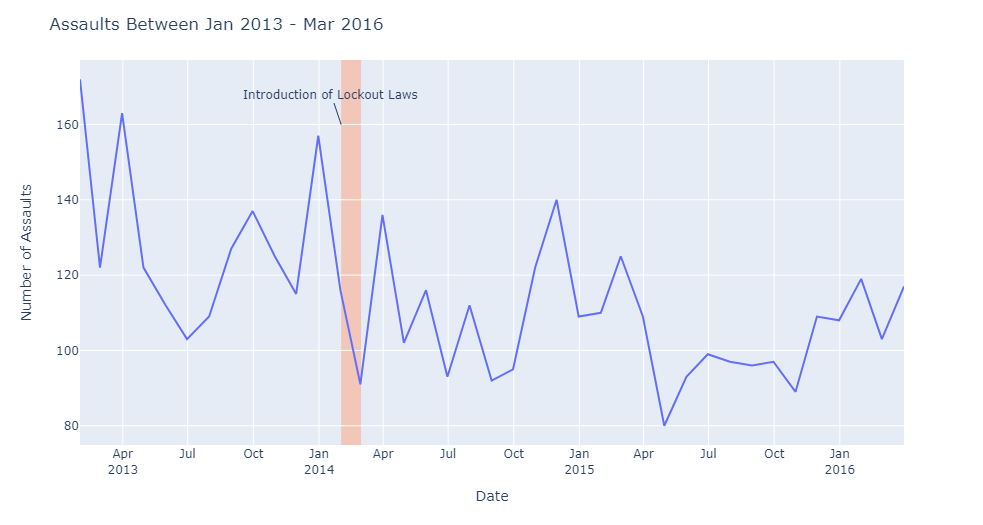 Assaults Between Jan 2013 - Mar 2016
Introduction of Lockout Laws
Number of Assaults
160
140
120
100
80
Apr Jul Oct Jan Apr Jul Oct Jan Apr Jul Oct Jan
2013 2014 2015 2016
Date